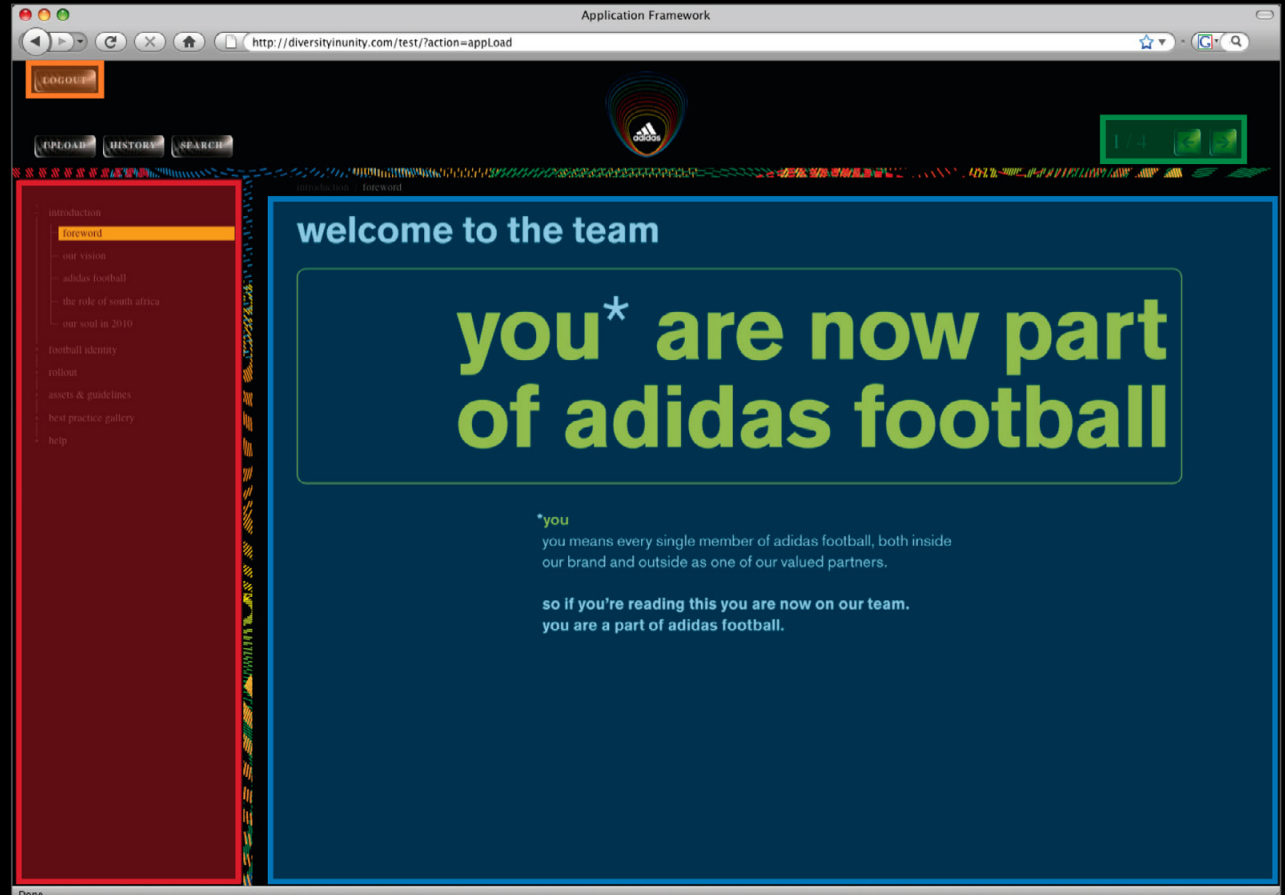 Application Framework
http://diversityinunity.com/test/?action=appLoad
LOGOUT
adidas
UPLOAD HISTORY SEARCH
1 / 4
introduction foreword
introduction
foreword
our vision
adidas football
the role of south africa
our soul in 2010
football identity
rollout
assets & guidelines
best practice gallery
help
welcome to the team
you* are now part
of adidas football
*you
you means every single member of adidas football, both inside
our brand and outside as one of our valued partners.
so if you're reading this you are now on our team.
you are a part of adidas football.
Done